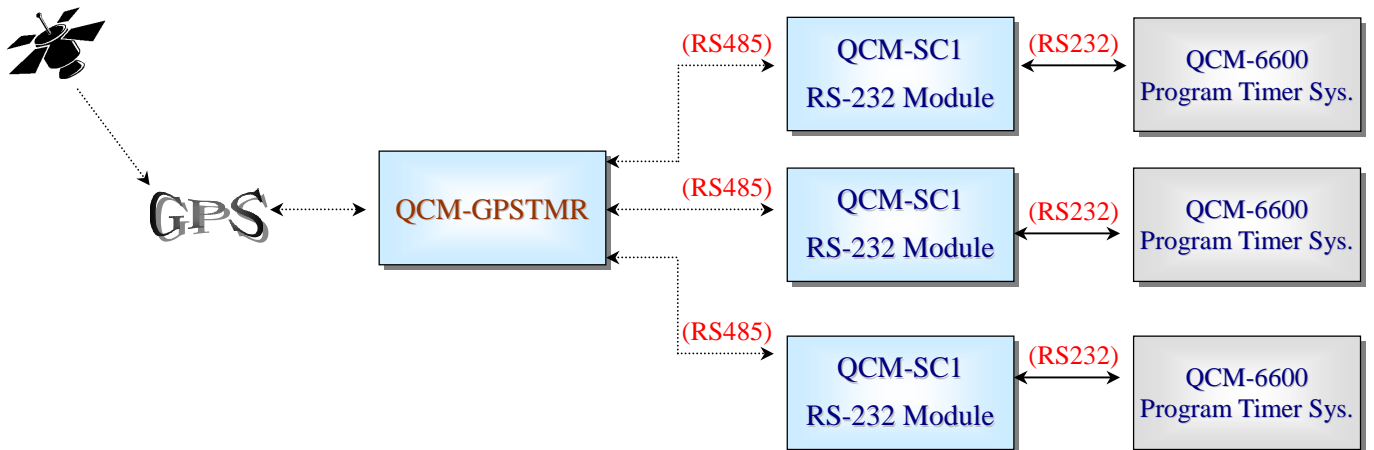 (RS485)
QCM-SC1
RS-232 Module
(RS232)
QCM-6600
Program Timer Sys.
GPS
QCM-GPSTMR
(RS485)
QCM-SC1
RS-232 Module
(RS232)
QCM-6600
Program Timer Sys.
(RS485)
QCM-SC1
RS-232 Module
(RS232)
QCM-6600
Program Timer Sys.